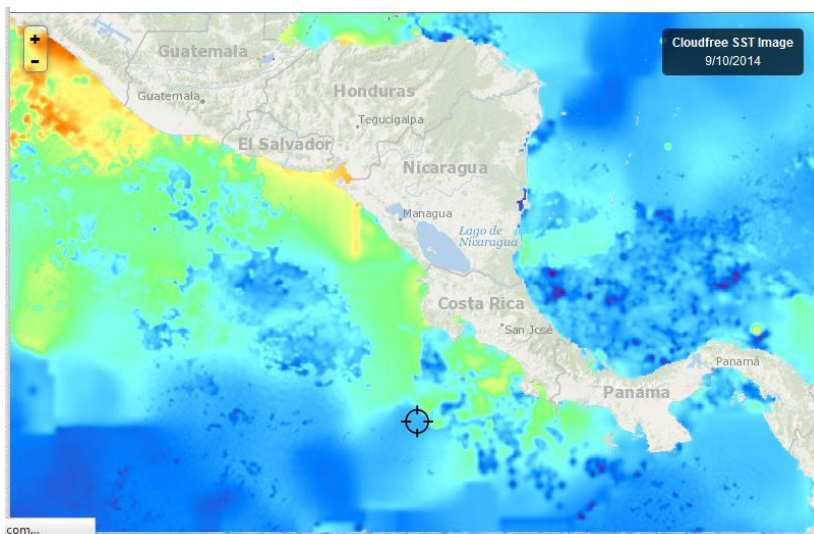 +
-
Cloudfree SST Image
9/10/2014
Guatemala
Guatemala
Honduras
Tegucigalpa
El Salvador
Nicaragua
Managua
Lago de
Nicaragua
Costa Rica
San José
Panamá
Panama
com...